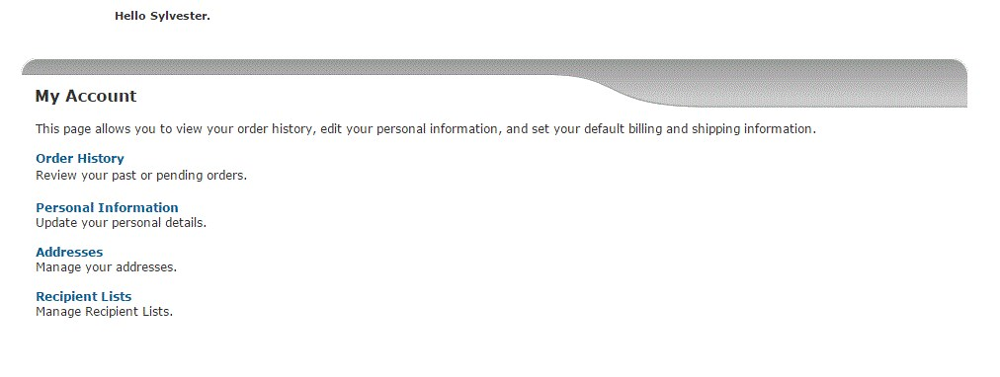 Hello Sylvester.
My Account
This page allows you to view your order history, edit your personal information, and set your default billing and shipping information.
Order History
Review your past or pending orders.
Personal Information
Update your personal details.
Addresses
Manage your addresses.
Recipient Lists
Manage Recipient Lists.